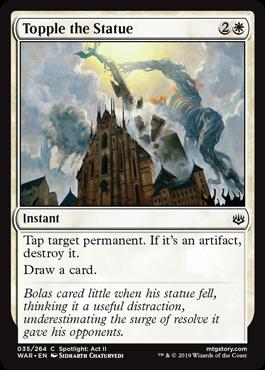 Topple the Statue 2
Instant
Tap target permanent. If it's an artifact,
destroy it.
Draw a card.
Bolas cared little when his statue fell,
thinking it a useful distraction,
underestimating the surge of resolve it
gave his opponents.
035/264 C Spotlight: Act II
WAR • EN Sidharth Chaturvedi
mtgstory.com
™ & © 2019 Wizards of the Coast